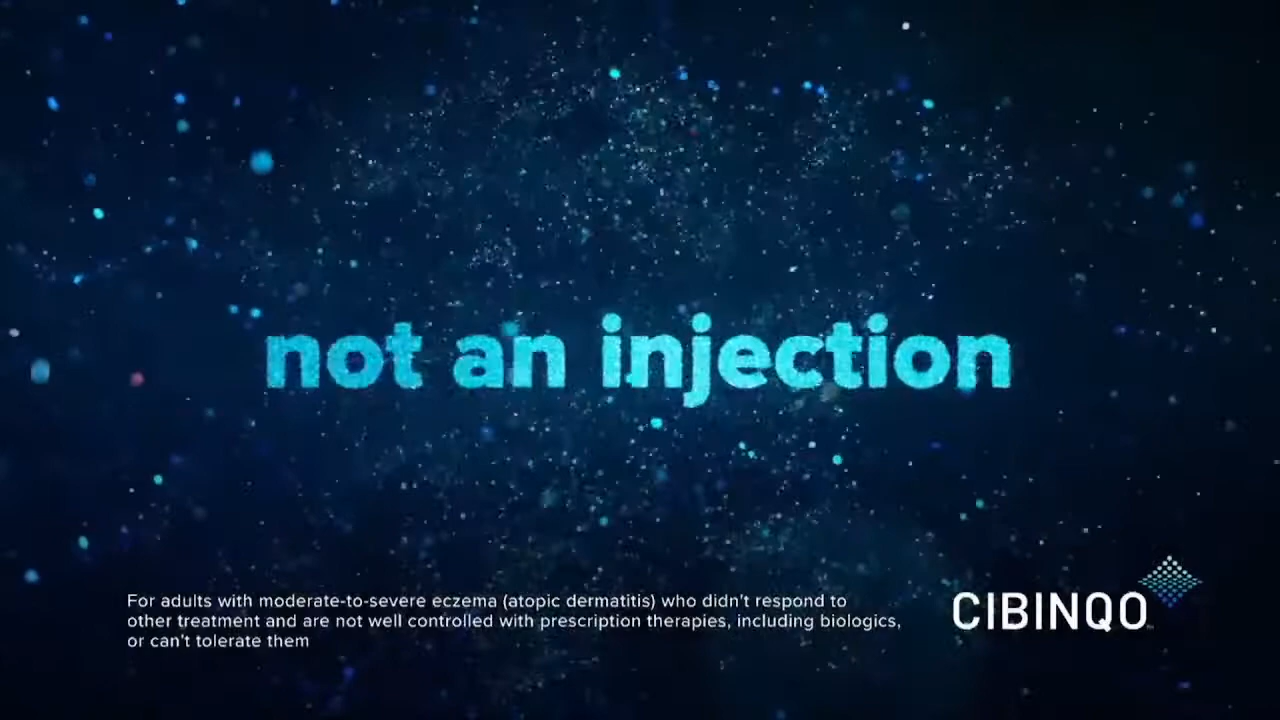 not an injection
For adults with moderate-to-severe eczema (atopic dermatitis) who didn't respond to
other treatment and are not well controlled with prescription therapies, including biologics,
or can't tolerate them
CIBINQO